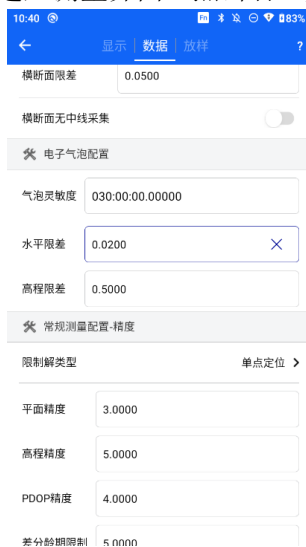 10:40 83%
显示 数据 放样 ?
横断面限差 0.0500
横断面无中线采集
电子气泡配置
气泡灵敏度 030:00:00.00000
水平限差 0.0200
高程限差 0.5000
常规测量配置-精度
限制解类型 单点定位
平面精度 3.0000
高程精度 5.0000
PDOP精度 4.0000
差分龄期限制 5.0000